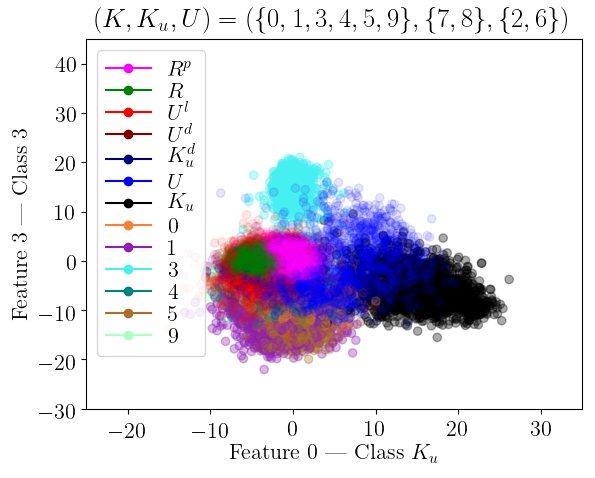 (K, K_u, U) = ({0, 1, 3, 4, 5, 9}, {7, 8}, {2, 6})
40
30
20
10
0
−10
−20
−30
Feature 3 — Class 3
R^p
R
U^l
U^d
K_u^d
U
K_u
0
1
3
4
5
9
−20 −10 0 10 20 30
Feature 0 — Class K_u